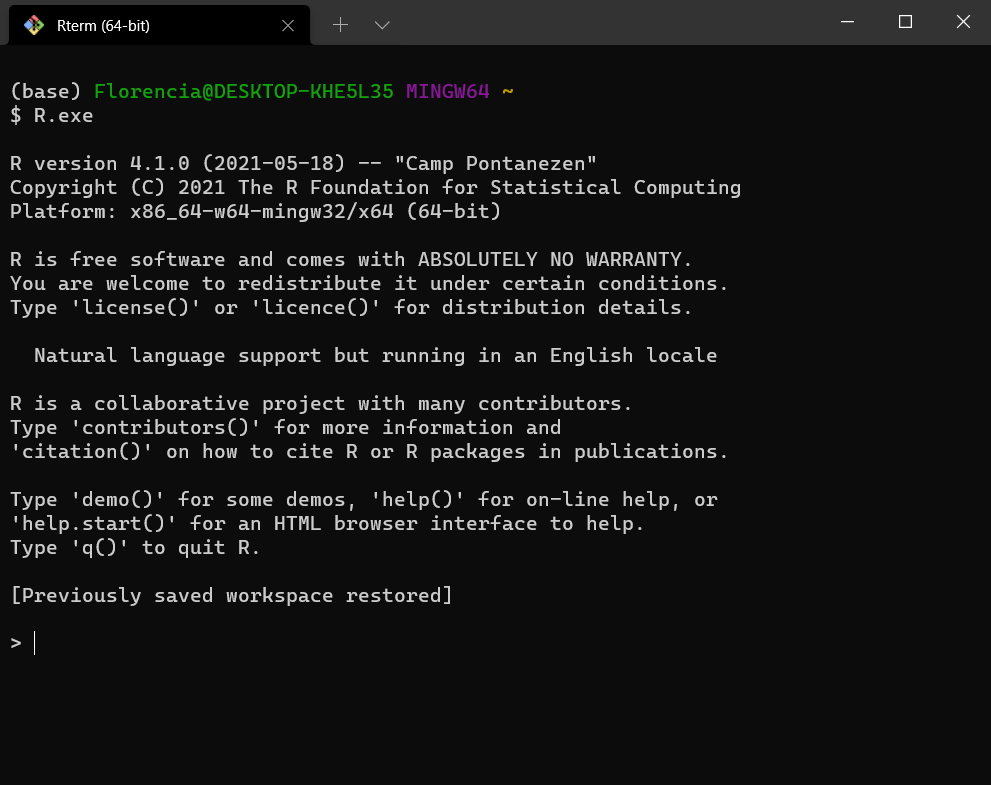 Rterm (64-bit)
(base) Florencia@DESKTOP-KHE5L35 MINGW64 ~
$ R.exe
R version 4.1.0 (2021-05-18) -- "Camp Pontanezen"
Copyright (C) 2021 The R Foundation for Statistical Computing
Platform: x86_64-w64-mingw32/x64 (64-bit)
R is free software and comes with ABSOLUTELY NO WARRANTY.
You are welcome to redistribute it under certain conditions.
Type 'license()' or 'licence()' for distribution details.
Natural language support but running in an English locale
R is a collaborative project with many contributors.
Type 'contributors()' for more information and
'citation()' on how to cite R or R packages in publications.
Type 'demo()' for some demos, 'help()' for on-line help, or
'help.start()' for an HTML browser interface to help.
Type 'q()' to quit R.
[Previously saved workspace restored]
>